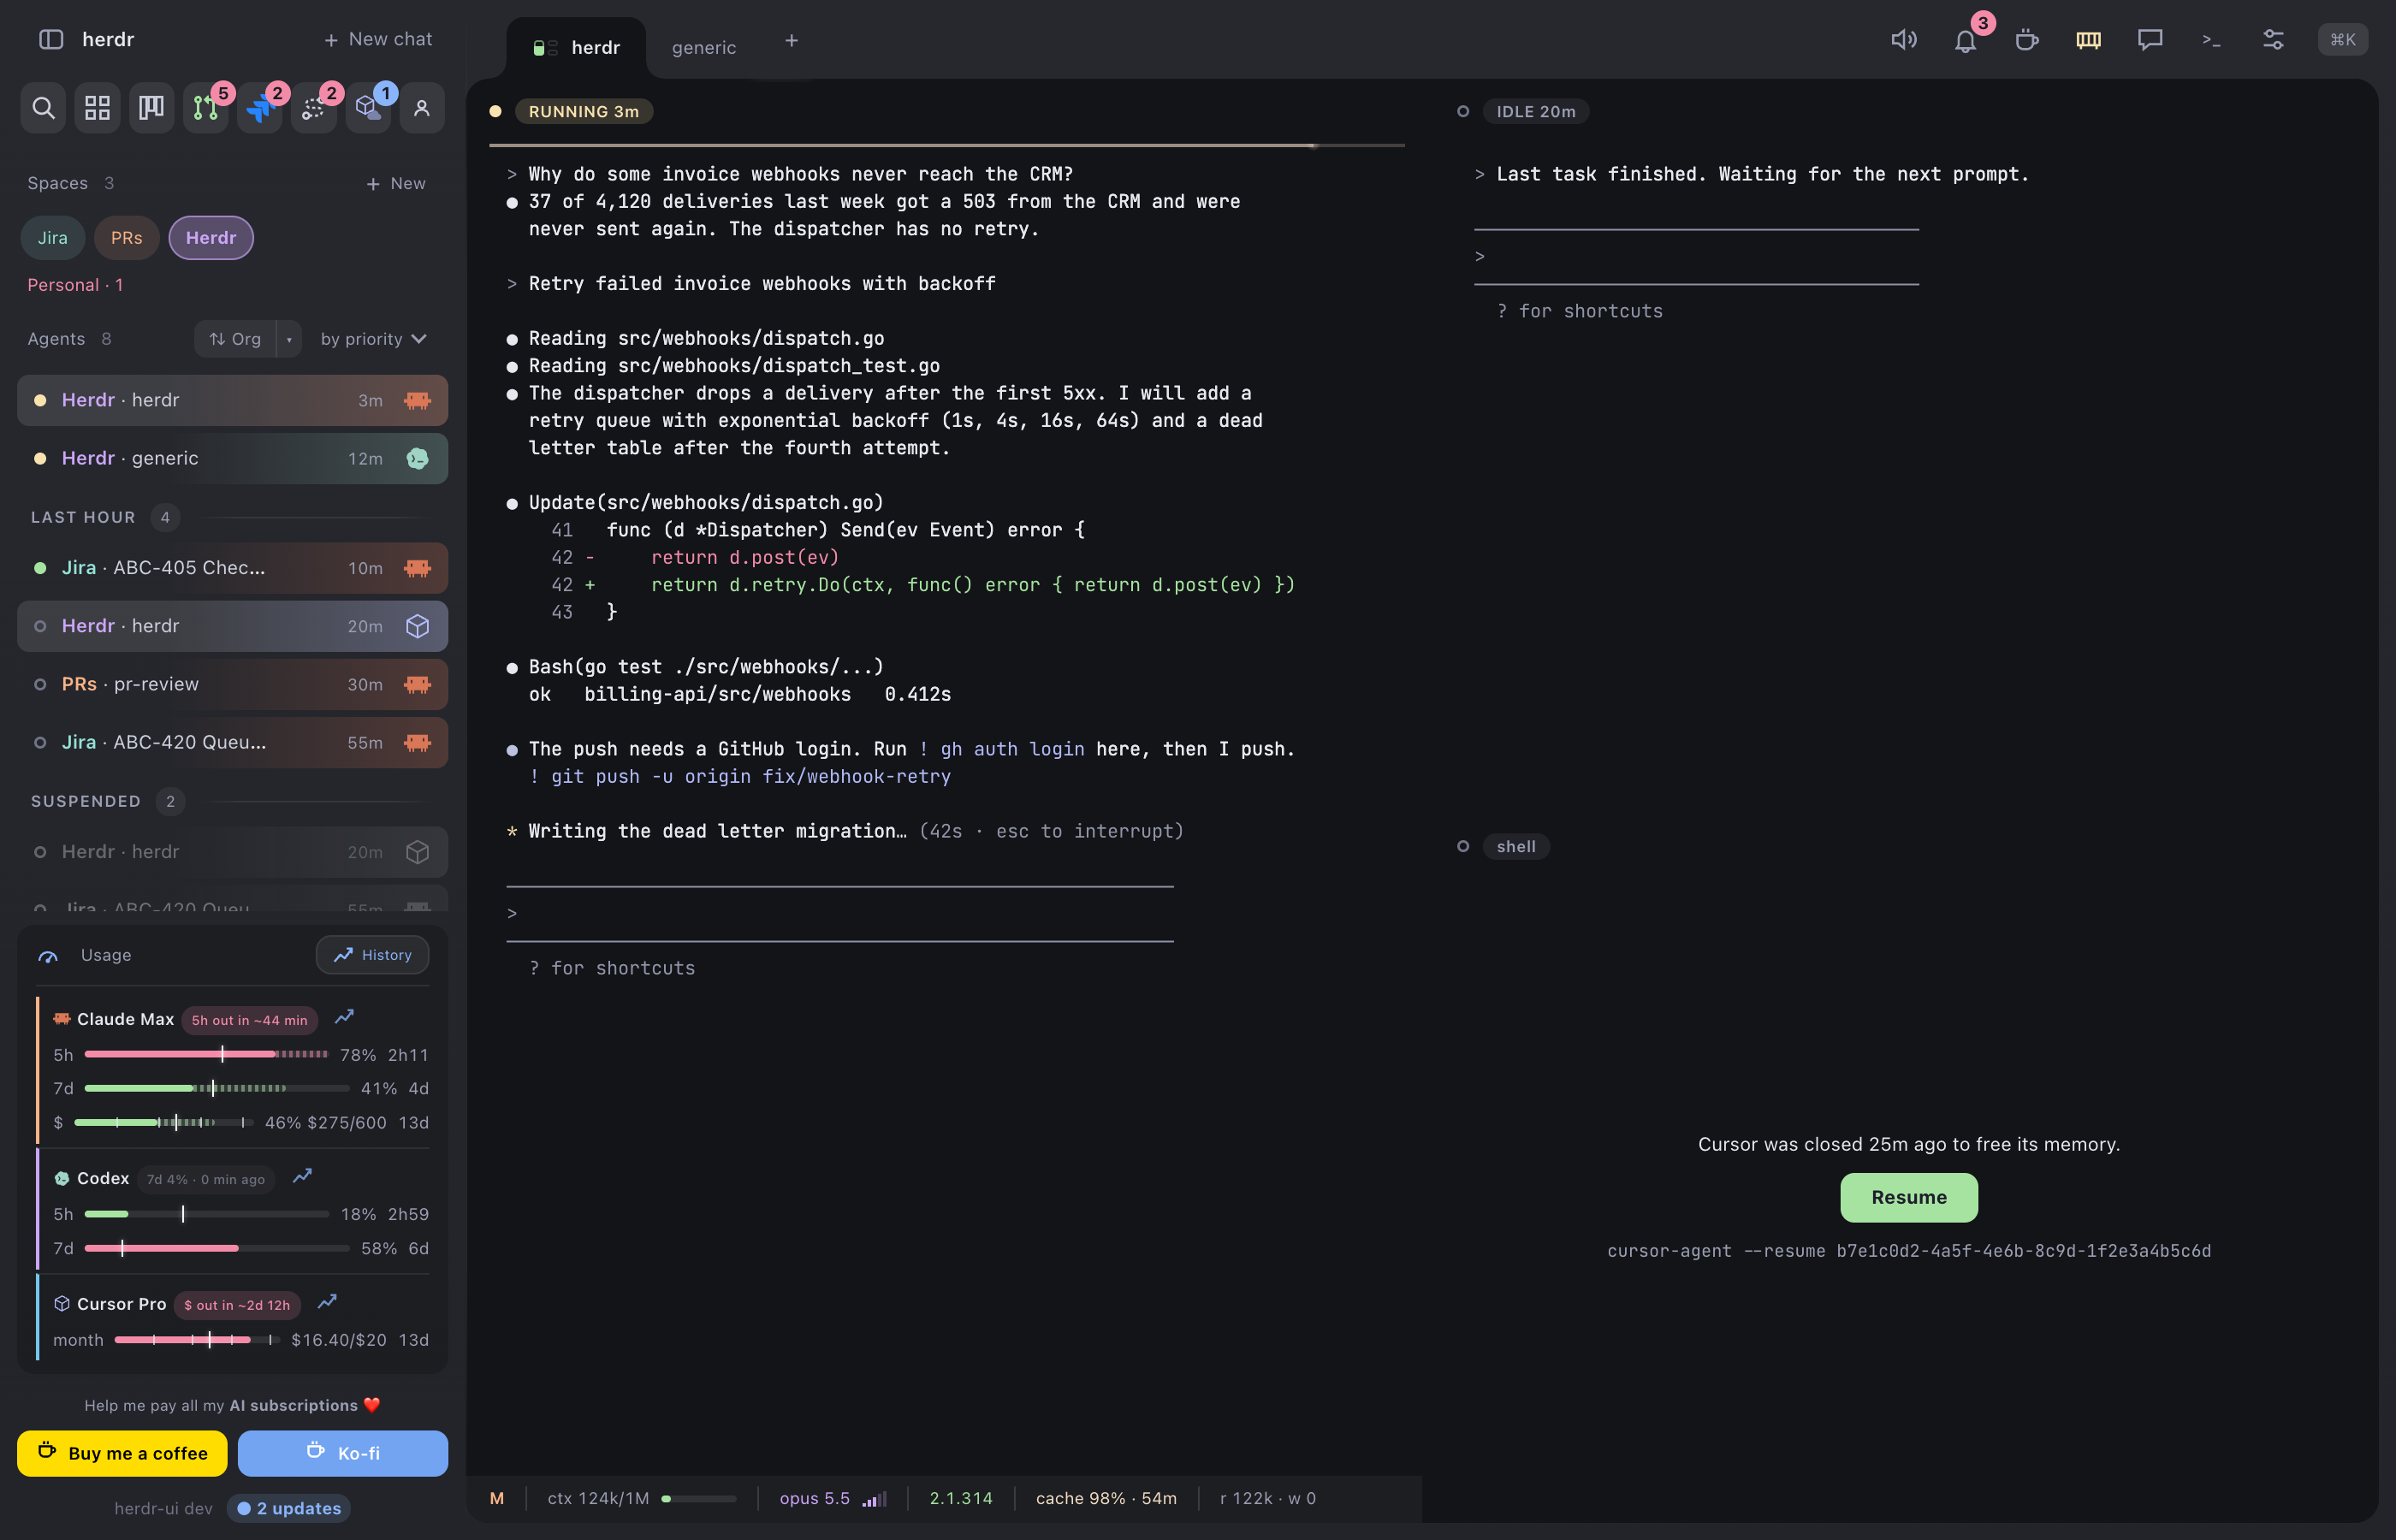 herdr
+ New chat
5
2
2
1
Spaces 3
+ New
Jira
PRs
Herdr
Personal · 1
Agents 8
Org
by priority
Herdr · herdr 3m
Herdr · generic 12m
LAST HOUR 4
Jira · ABC-405 Chec... 10m
Herdr · herdr 20m
PRs · pr-review 30m
Jira · ABC-420 Queu... 55m
SUSPENDED 2
Herdr · herdr 20m
Jira · ABC-420 Queu 55m
Usage
History
Claude Max 5h out in ~44 min
5h 78% 2h11
7d 41% 4d
$ 46% $275/600 13d
Codex 7d 4% · 0 min ago
5h 18% 2h59
7d 58% 6d
Cursor Pro $ out in ~2d 12h
month $16.40/$20 13d
Help me pay all my AI subscriptions ❤️
Buy me a coffee
Ko-fi
herdr-ui dev
2 updates
herdr
generic
+
3
>_
⌘K
RUNNING 3m
> Why do some invoice webhooks never reach the CRM?
● 37 of 4,120 deliveries last week got a 503 from the CRM and were
never sent again. The dispatcher has no retry.
> Retry failed invoice webhooks with backoff
● Reading src/webhooks/dispatch.go
● Reading src/webhooks/dispatch_test.go
● The dispatcher drops a delivery after the first 5xx. I will add a
retry queue with exponential backoff (1s, 4s, 16s, 64s) and a dead
letter table after the fourth attempt.
● Update(src/webhooks/dispatch.go)
41 func (d *Dispatcher) Send(ev Event) error {
42 - return d.post(ev)
42 + return d.retry.Do(ctx, func() error { return d.post(ev) })
43 }
● Bash(go test ./src/webhooks/...)
ok billing-api/src/webhooks 0.412s
● The push needs a GitHub login. Run ! gh auth login here, then I push.
! git push -u origin fix/webhook-retry
* Writing the dead letter migration… (42s · esc to interrupt)
>
? for shortcuts
M
ctx 124k/1M
opus 5.5
2.1.314
cache 98% · 54m
r 122k · w 0
IDLE 20m
> Last task finished. Waiting for the next prompt.
>
? for shortcuts
shell
Cursor was closed 25m ago to free its memory.
Resume
cursor-agent --resume b7e1c0d2-4a5f-4e6b-8c9d-1f2e3a4b5c6d